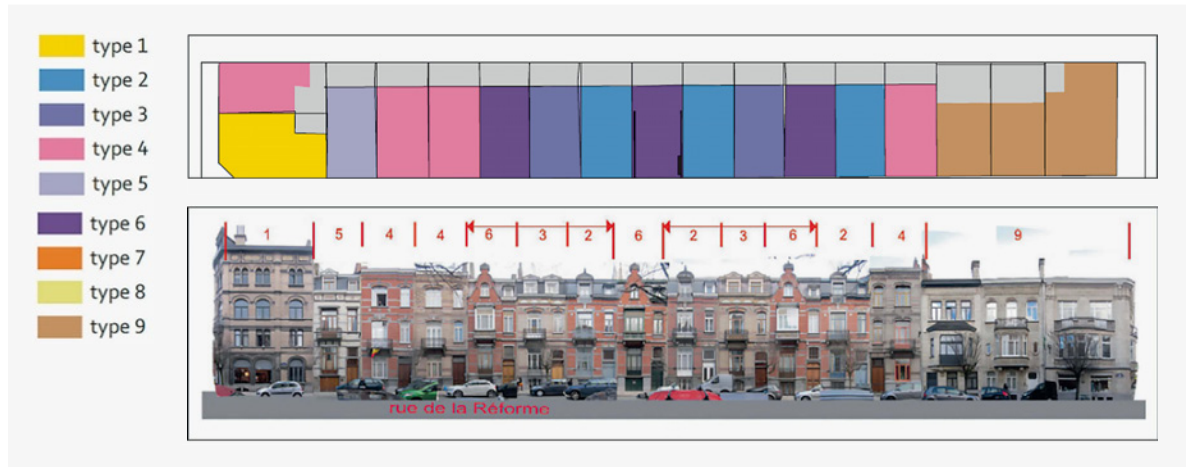 type 1
type 2
type 3
type 4
type 5
type 6
type 7
type 8
type 9
1 5 4 4 6 3 2 6 2 3 6 2 4 9
rue de la Réforme